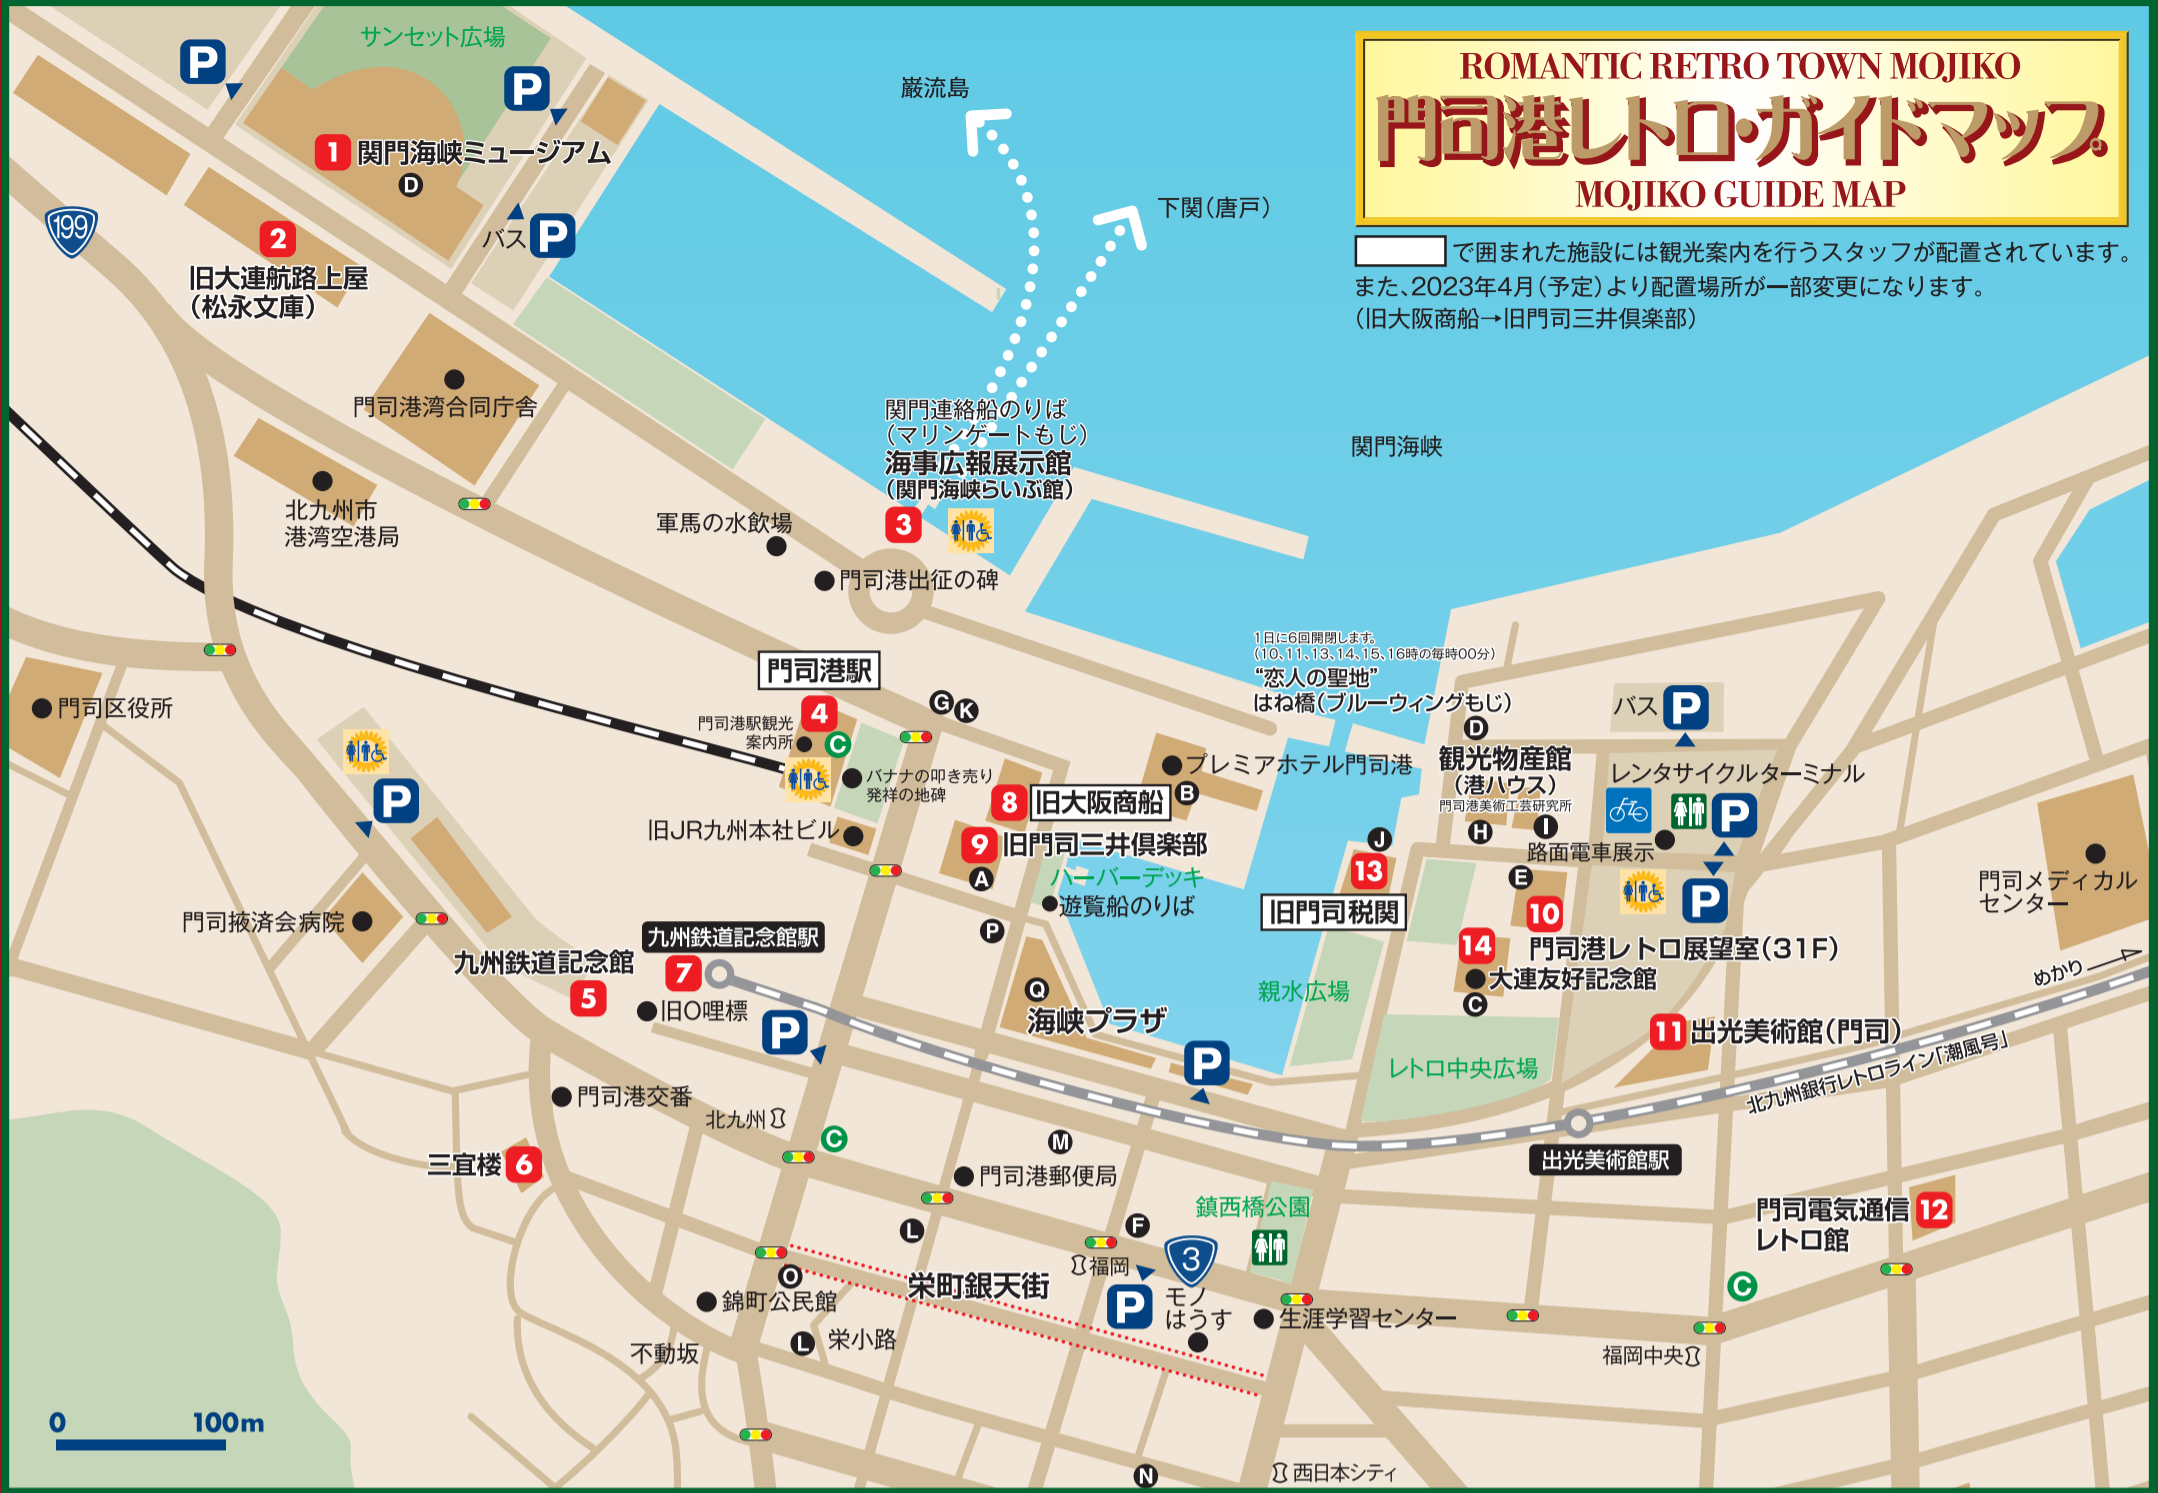 ROMANTIC RETRO TOWN MOJIKO
門司港レトロ・ガイドマップ
MOJIKO GUIDE MAP
で囲まれた施設には観光案内を行うスタッフが配置されています。
また、2023年4月(予定)より配置場所が一部変更になります。
(旧大阪商船→旧門司三井倶楽部)
サンセット広場
P
P
1 関門海峡ミュージアム
D
199
2
旧大連航路上屋
(松永文庫)
バス P
巌流島
下関(唐戸)
門司港湾合同庁舎
北九州市
港湾空港局
関門連絡船のりば
(マリンゲートもじ)
海事広報展示館
(関門海峡らいぶ館)
3
関門海峡
軍馬の水飲場
門司港出征の碑
門司区役所
P
門司港駅
4
門司港駅観光
案内所
C
バナナの叩き売り
発祥の地碑
G K
旧JR九州本社ビル
プレミアホテル門司港
B
8 旧大阪商船
9 旧門司三井倶楽部
A
ハーバーデッキ
遊覧船のりば
P
1日に6回開閉します。
(10、11、13、14、15、16時の毎時00分)
“恋人の聖地”
はね橋(ブルーウィングもじ)
D
観光物産館
(港ハウス)
門司港美術工芸研究所
H
I
バス P
レンタサイクルターミナル
P
路面電車展示
P
E
10
門司港レトロ展望室(31F)
14
大連友好記念館
C
J
13
旧門司税関
親水広場
レトロ中央広場
11 出光美術館(門司)
門司メディカル
センター
めかり
北九州銀行レトロライン「潮風号」
出光美術館駅
門司掖済会病院
九州鉄道記念館
5
九州鉄道記念館駅
7
旧0哩標
P
Q
海峡プラザ
P
門司港交番
北九州
C
三宜楼 6
M
門司港郵便局
L
F
福岡
3
P
モノ
はうす
鎮西橋公園
生涯学習センター
栄町銀天街
O
錦町公民館
L 栄小路
不動坂
N
西日本シティ
福岡中央
C
門司電気通信
レトロ館
12
0 100m